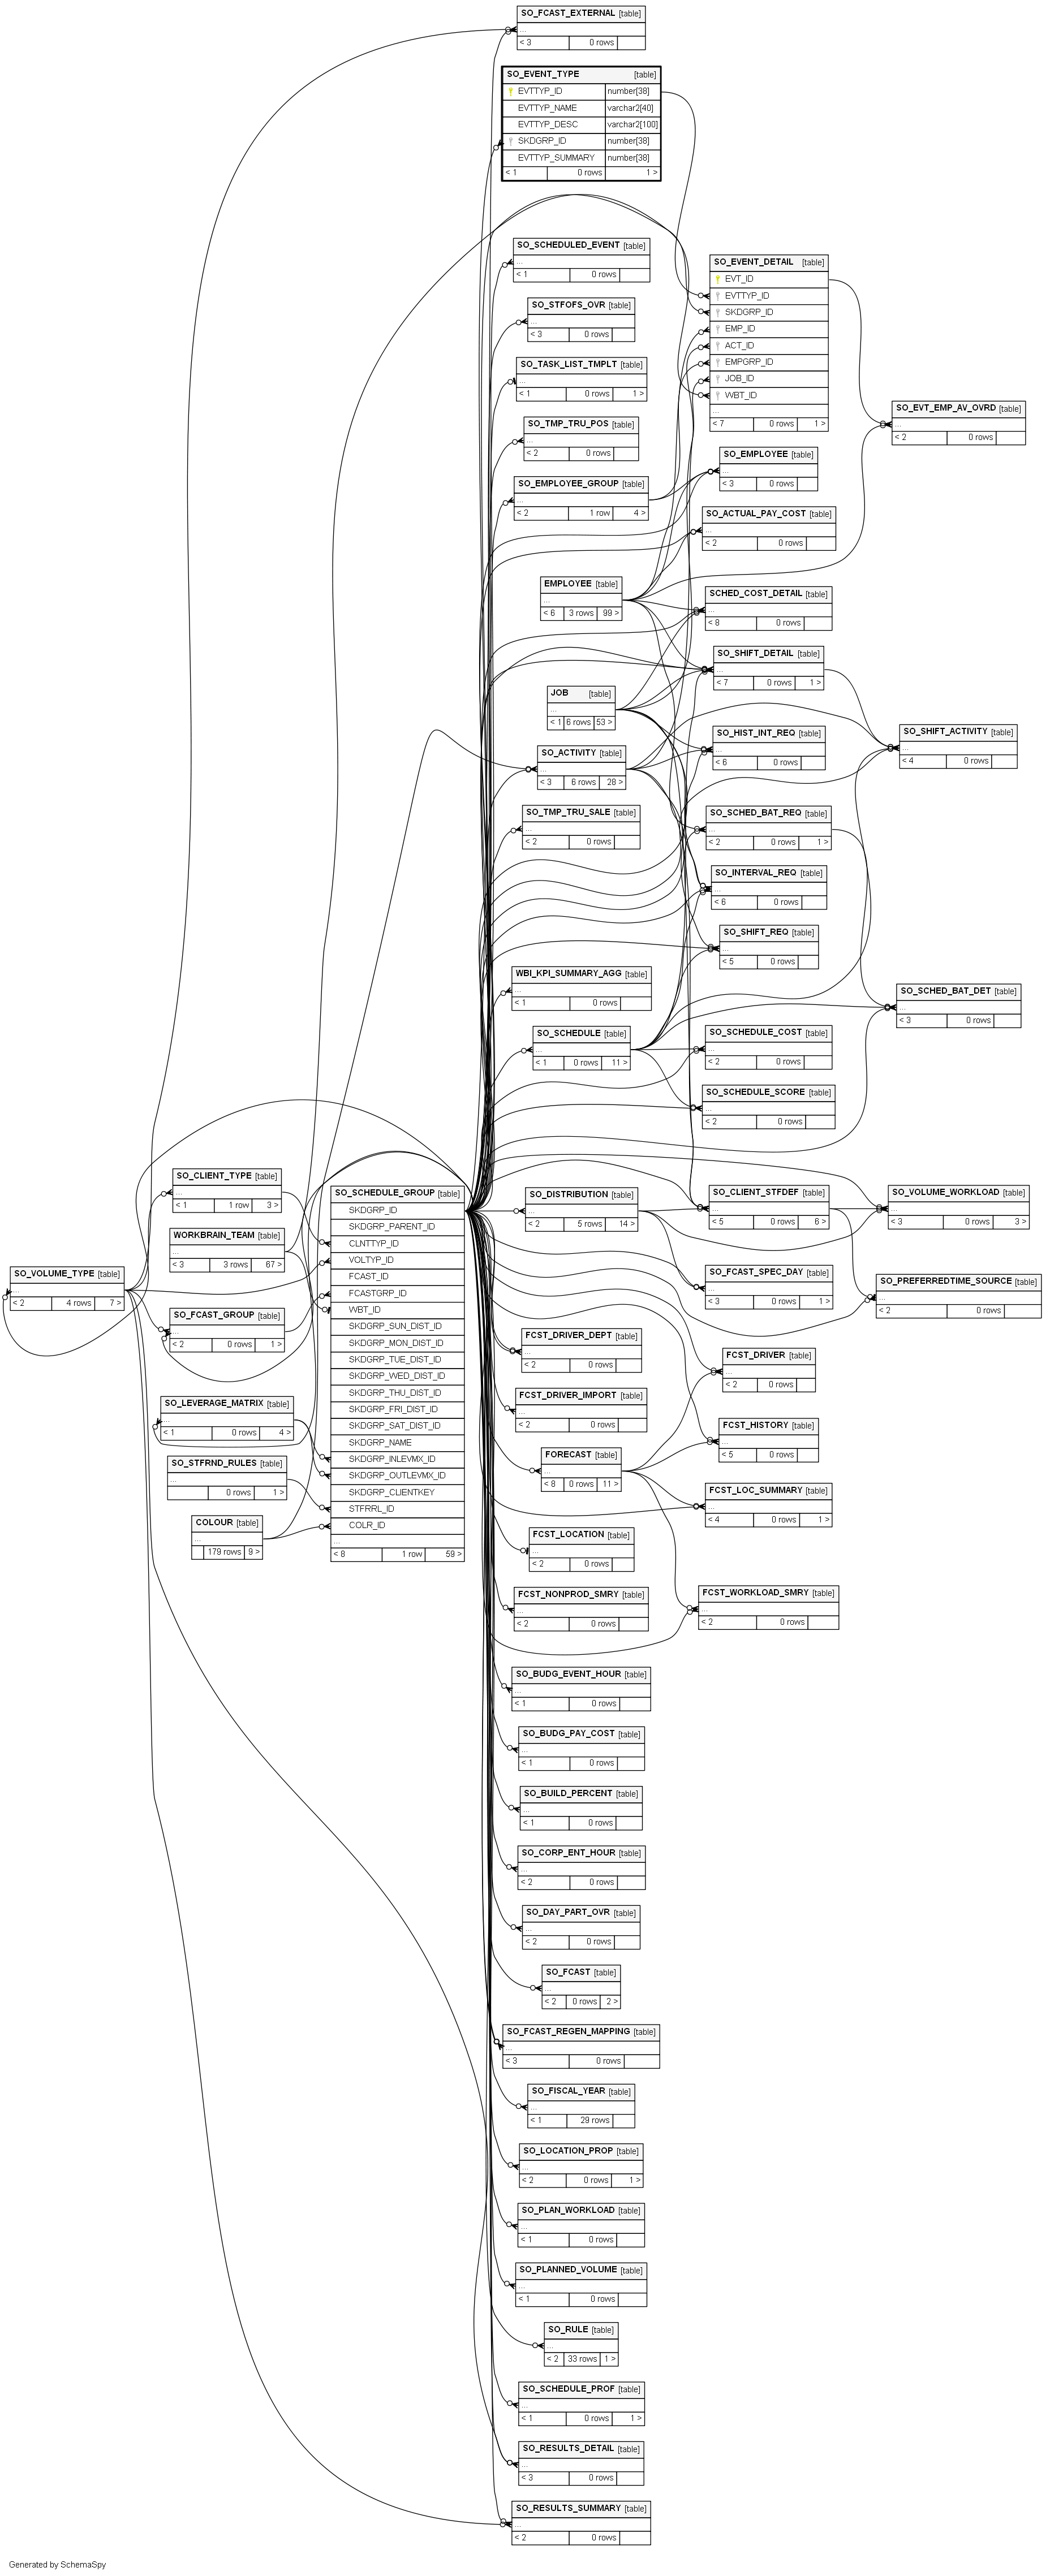 SO_FCAST_EXTERNAL [table]
...
< 3 0 rows
SO_EVENT_TYPE [table]
EVTTYP_ID number[38]
EVTTYP_NAME varchar2[40]
EVTTYP_DESC varchar2[100]
SKDGRP_ID number[38]
EVTTYP_SUMMARY number[38]
< 1 0 rows 1 >
SO_SCHEDULED_EVENT [table]
...
< 1 0 rows
SO_STFOFS_OVR [table]
...
< 3 0 rows
SO_TASK_LIST_TMPLT [table]
...
< 1 0 rows 1 >
SO_TMP_TRU_POS [table]
...
< 2 0 rows
SO_EMPLOYEE_GROUP [table]
...
< 2 1 row 4 >
EMPLOYEE [table]
...
< 6 3 rows 99 >
JOB [table]
...
< 1 6 rows 53 >
SO_ACTIVITY [table]
...
< 3 6 rows 28 >
SO_TMP_TRU_SALE [table]
...
< 2 0 rows
WBI_KPI_SUMMARY_AGG [table]
...
< 1 0 rows
SO_SCHEDULE [table]
...
< 1 0 rows 11 >
SO_EVENT_DETAIL [table]
EVT_ID
EVTTYP_ID
SKDGRP_ID
EMP_ID
ACT_ID
EMPGRP_ID
JOB_ID
WBT_ID
...
< 7 0 rows 1 >
SO_EVT_EMP_AV_OVRD [table]
...
< 2 0 rows
SO_EMPLOYEE [table]
...
< 3 0 rows
SO_ACTUAL_PAY_COST [table]
...
< 2 0 rows
SCHED_COST_DETAIL [table]
...
< 8 0 rows
SO_SHIFT_DETAIL [table]
...
< 7 0 rows 1 >
SO_HIST_INT_REQ [table]
...
< 6 0 rows
SO_SHIFT_ACTIVITY [table]
...
< 4 0 rows
SO_SCHED_BAT_REQ [table]
...
< 2 0 rows 1 >
SO_INTERVAL_REQ [table]
...
< 6 0 rows
SO_SHIFT_REQ [table]
...
< 5 0 rows
SO_SCHED_BAT_DET [table]
...
< 3 0 rows
SO_SCHEDULE_COST [table]
...
< 2 0 rows
SO_SCHEDULE_SCORE [table]
...
< 2 0 rows
SO_CLIENT_TYPE [table]
...
< 1 1 row 3 >
WORKBRAIN_TEAM [table]
...
< 3 3 rows 67 >
SO_VOLUME_TYPE [table]
...
< 2 4 rows 7 >
SO_FCAST_GROUP [table]
...
< 2 0 rows 1 >
SO_LEVERAGE_MATRIX [table]
...
< 1 0 rows 4 >
SO_STFRND_RULES [table]
...
0 rows 1 >
COLOUR [table]
...
179 rows 9 >
SO_SCHEDULE_GROUP [table]
SKDGRP_ID
SKDGRP_PARENT_ID
CLNTTYP_ID
VOLTYP_ID
FCAST_ID
FCASTGRP_ID
WBT_ID
SKDGRP_SUN_DIST_ID
SKDGRP_MON_DIST_ID
SKDGRP_TUE_DIST_ID
SKDGRP_WED_DIST_ID
SKDGRP_THU_DIST_ID
SKDGRP_FRI_DIST_ID
SKDGRP_SAT_DIST_ID
SKDGRP_NAME
SKDGRP_INLEVMX_ID
SKDGRP_OUTLEVMX_ID
SKDGRP_CLIENTKEY
STFRRL_ID
COLR_ID
...
< 8 1 row 59 >
SO_DISTRIBUTION [table]
...
< 2 5 rows 14 >
SO_CLIENT_STFDEF [table]
...
< 5 0 rows 6 >
SO_VOLUME_WORKLOAD [table]
...
< 3 0 rows 3 >
SO_FCAST_SPEC_DAY [table]
...
< 3 0 rows 1 >
SO_PREFERREDTIME_SOURCE [table]
...
< 2 0 rows
FCST_DRIVER_DEPT [table]
...
< 2 0 rows
FCST_DRIVER [table]
...
< 2 0 rows
FCST_DRIVER_IMPORT [table]
...
< 2 0 rows
FCST_HISTORY [table]
...
< 5 0 rows
FORECAST [table]
...
< 8 0 rows 11 >
FCST_LOC_SUMMARY [table]
...
< 4 0 rows 1 >
FCST_LOCATION [table]
...
< 2 0 rows
FCST_NONPROD_SMRY [table]
...
< 2 0 rows
FCST_WORKLOAD_SMRY [table]
...
< 2 0 rows
SO_BUDG_EVENT_HOUR [table]
...
< 1 0 rows
SO_BUDG_PAY_COST [table]
...
< 1 0 rows
SO_BUILD_PERCENT [table]
...
< 1 0 rows
SO_CORP_ENT_HOUR [table]
...
< 2 0 rows
SO_DAY_PART_OVR [table]
...
< 2 0 rows
SO_FCAST [table]
...
< 2 0 rows 2 >
SO_FCAST_REGEN_MAPPING [table]
...
< 3 0 rows
SO_FISCAL_YEAR [table]
...
< 1 29 rows
SO_LOCATION_PROP [table]
...
< 2 0 rows 1 >
SO_PLAN_WORKLOAD [table]
...
< 1 0 rows
SO_PLANNED_VOLUME [table]
...
< 1 0 rows
SO_RULE [table]
...
< 2 33 rows 1 >
SO_SCHEDULE_PROF [table]
...
< 1 0 rows 1 >
SO_RESULTS_DETAIL [table]
...
< 3 0 rows
SO_RESULTS_SUMMARY [table]
...
< 2 0 rows
Generated by SchemaSpy